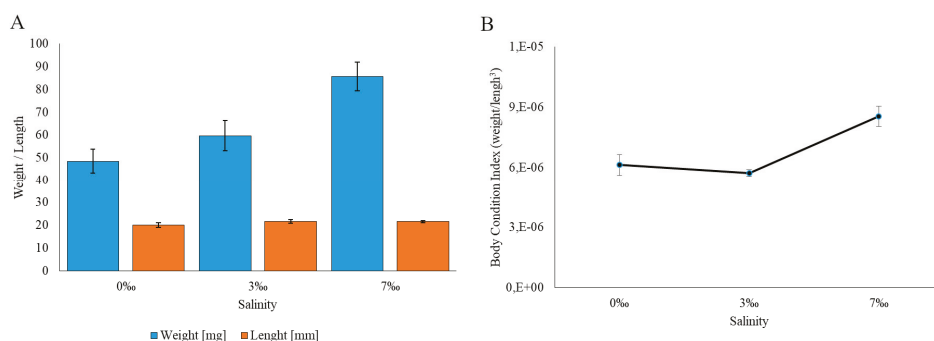 A
100
90
80
70
60
50
40
30
20
10
0
Weight / Length
0‰ 3‰ 7‰
Salinity
Weight [mg] Lenght [mm]
B
1,E-05
9,E-06
6,E-06
3,E-06
0,E+00
Body Condition Index (weight/lengh³)
0‰ 3‰ 7‰
Salinity